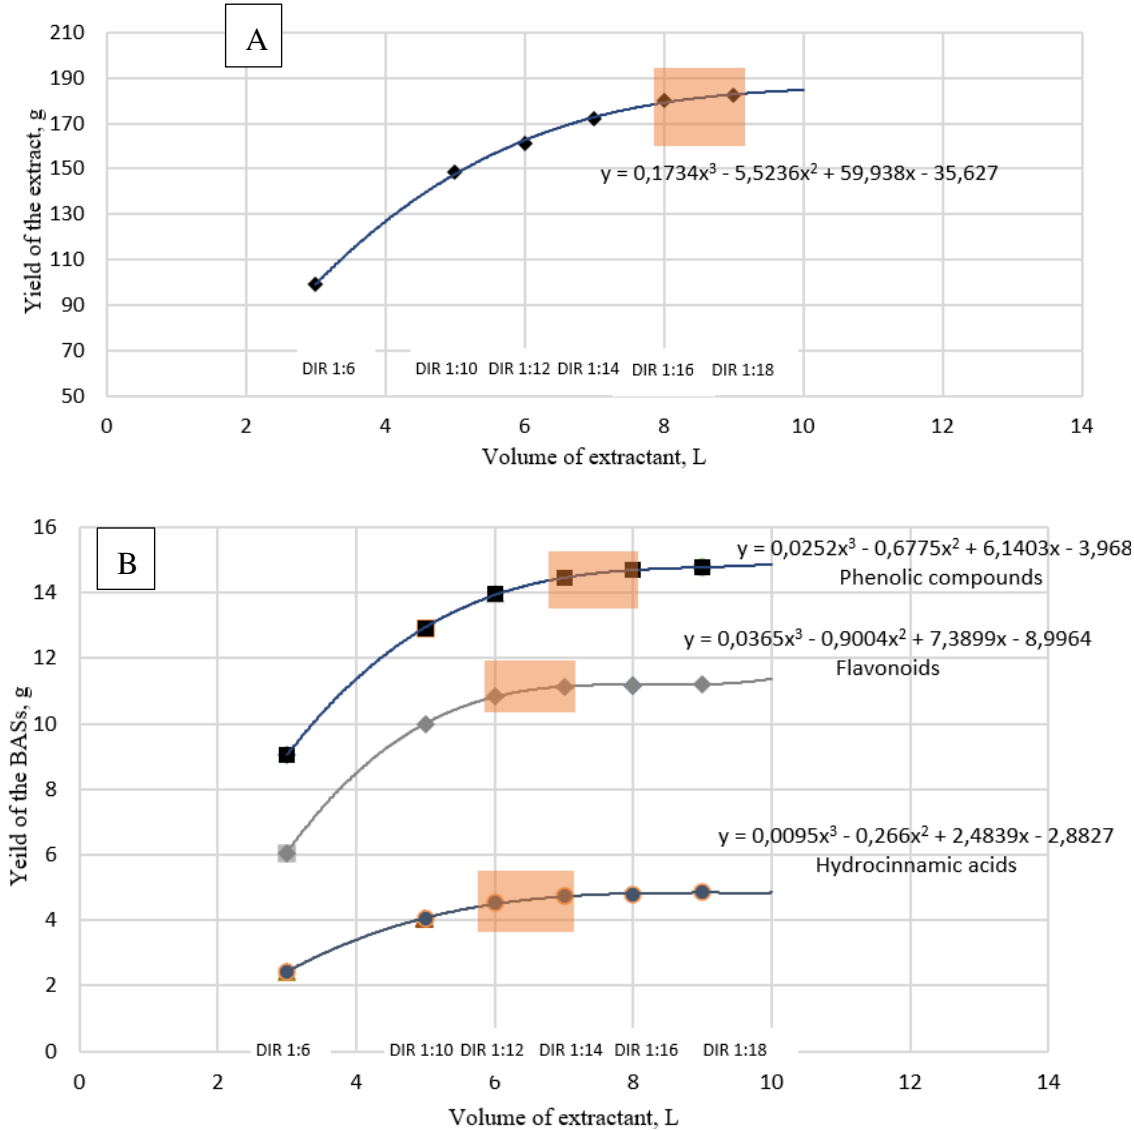 A
210
190
170
150
130
110
90
70
50
Yield of the extract, g
y = 0,1734x³ - 5,5236x² + 59,938x - 35,627
DIR 1:6 DIR 1:10 DIR 1:12 DIR 1:14 DIR 1:16 DIR 1:18
0 2 4 6 8 10 12 14
Volume of extractant, L
B
16
14
12
10
8
6
4
2
0
Yeild of the BASs, g
y = 0,0252x³ - 0,6775x² + 6,1403x - 3,968
Phenolic compounds
y = 0,0365x³ - 0,9004x² + 7,3899x - 8,9964
Flavonoids
y = 0,0095x³ - 0,266x² + 2,4839x - 2,8827
Hydrocinnamic acids
DIR 1:6 DIR 1:10 DIR 1:12 DIR 1:14 DIR 1:16 DIR 1:18
0 2 4 6 8 10 12 14
Volume of extractant, L